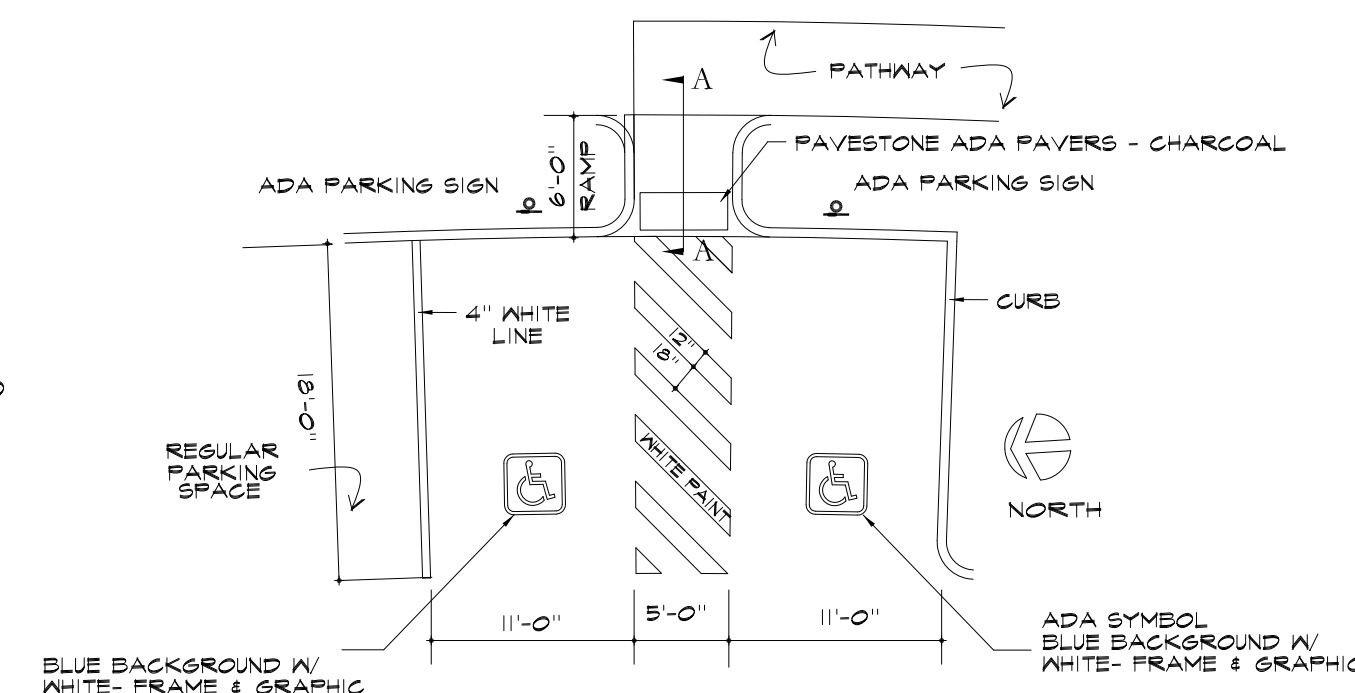 A
PATHWAY
PAVESTONE ADA PAVERS - CHARCOAL
6'-0"
RAMP
ADA PARKING SIGN
ADA PARKING SIGN
A
4" WHITE
LINE
CURB
12"
18"
18'-0"
REGULAR
PARKING
SPACE
WHITE PAINT
NORTH
11'-0"
5'-0"
11'-0"
ADA SYMBOL
BLUE BACKGROUND W/
WHITE- FRAME & GRAPHIC
BLUE BACKGROUND W/
WHITE- FRAME & GRAPHIC